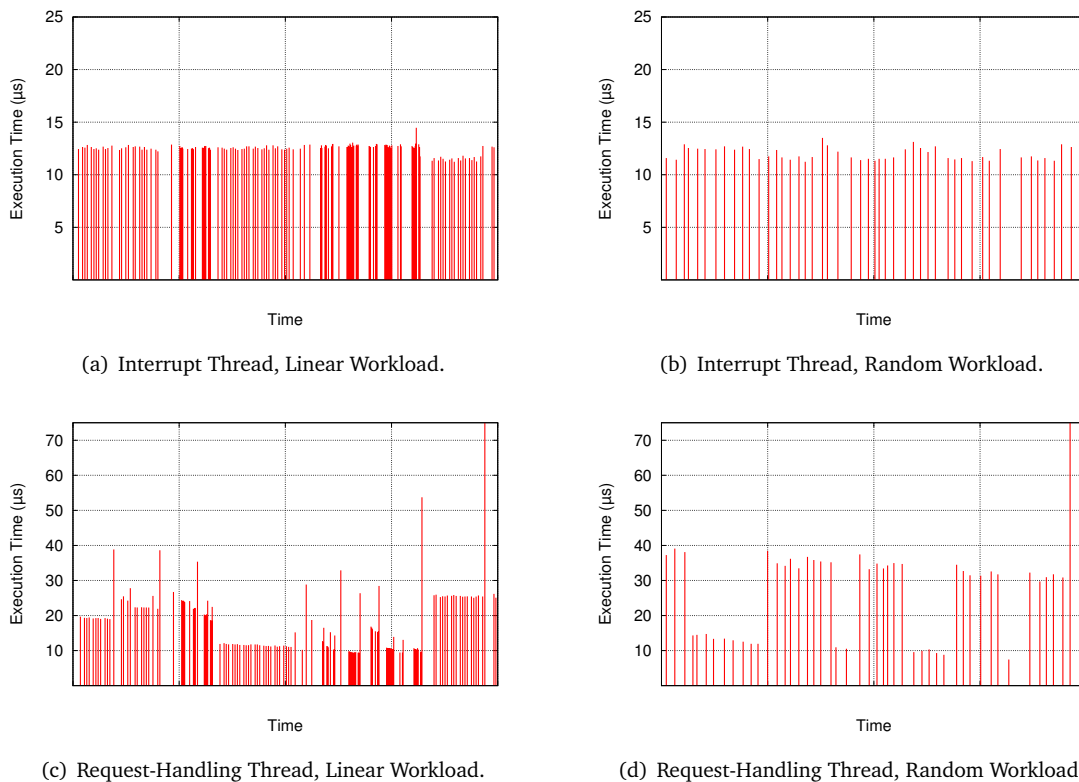 25
20
15
10
5
Execution Time (µs)
Time
(a) Interrupt Thread, Linear Workload.
25
20
15
10
5
Execution Time (µs)
Time
(b) Interrupt Thread, Random Workload.
70
60
50
40
30
20
10
Execution Time (µs)
Time
(c) Request-Handling Thread, Linear Workload.
70
60
50
40
30
20
10
Execution Time (µs)
Time
(d) Request-Handling Thread, Random Workload